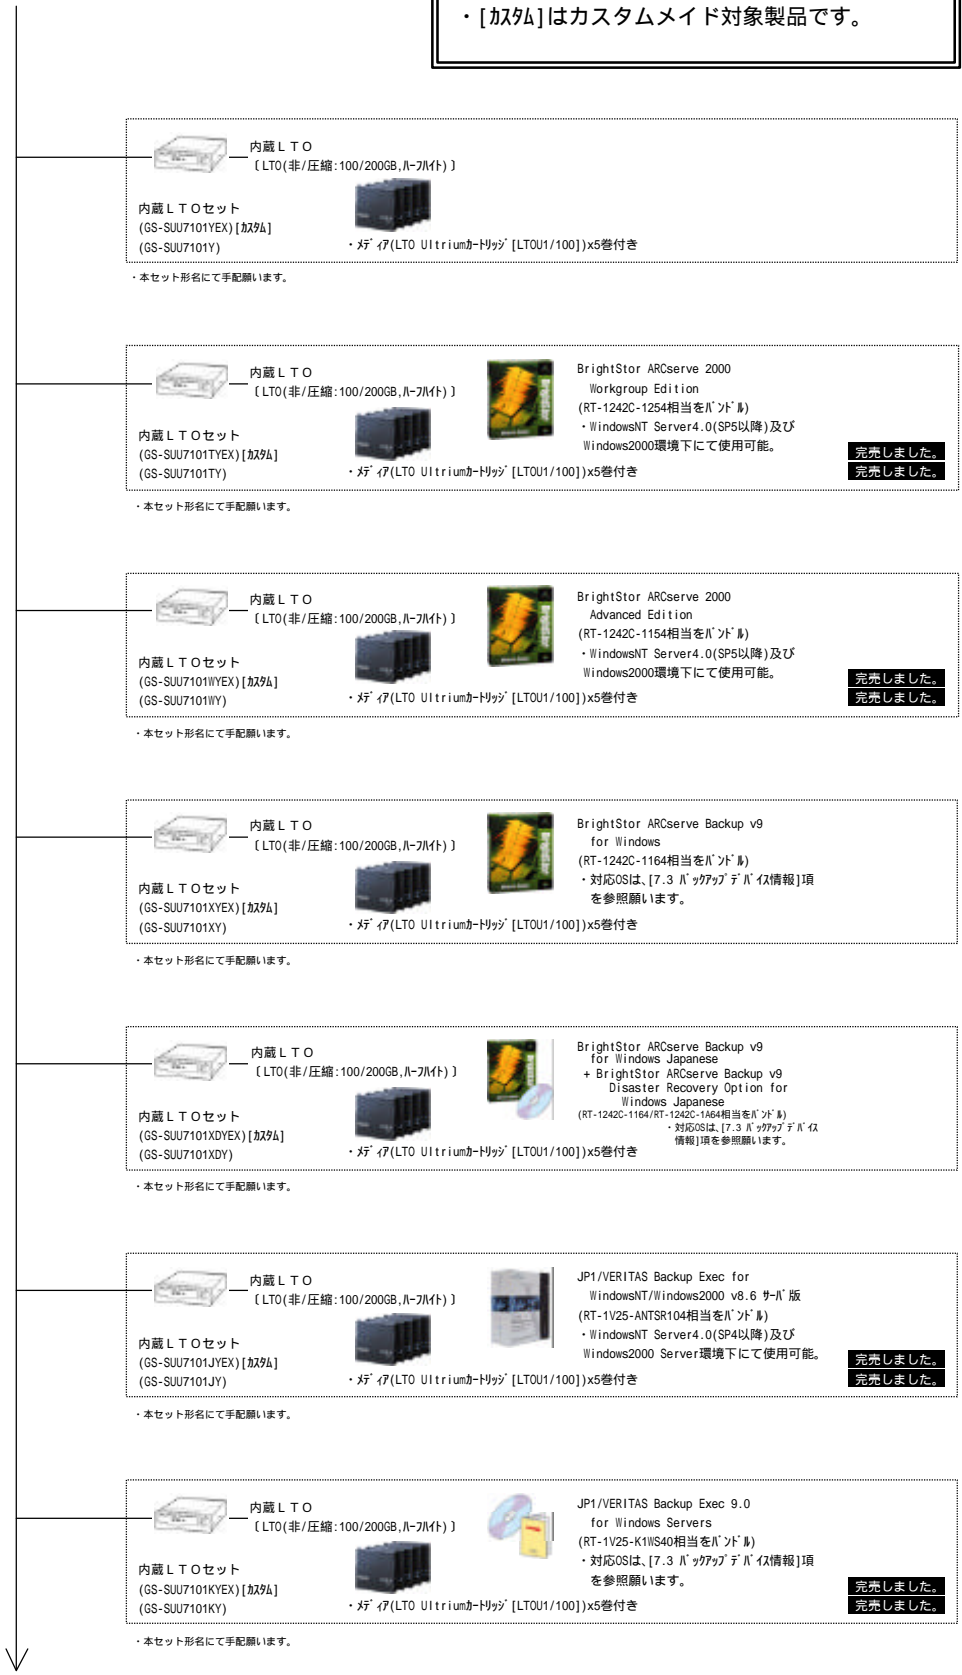 ・[ｶｽﾀﾑ]はカスタムメイド対象製品です。
内蔵ＬＴＯ
〔LTO(非/圧縮:100/200GB,ﾊｰﾌﾊｲﾄ)〕
内蔵ＬＴＯセット
(GS-SUU7101YEX)[ｶｽﾀﾑ]
(GS-SUU7101Y)
・ﾒﾃﾞｨｱ(LTO Ultriumｶｰﾄﾘｯｼﾞ[LTOU1/100])x5巻付き
・本セット形名にて手配願います。
内蔵ＬＴＯ
〔LTO(非/圧縮:100/200GB,ﾊｰﾌﾊｲﾄ)〕
内蔵ＬＴＯセット
(GS-SUU7101TYEX)[ｶｽﾀﾑ]
(GS-SUU7101TY)
・ﾒﾃﾞｨｱ(LTO Ultriumｶｰﾄﾘｯｼﾞ[LTOU1/100])x5巻付き
BrightStor ARCserve 2000
Workgroup Edition
(RT-1242C-1254相当をﾊﾞﾝﾄﾞﾙ)
・WindowsNT Server4.0(SP5以降)及び
Windows2000環境下にて使用可能。
完売しました。
完売しました。
・本セット形名にて手配願います。
内蔵ＬＴＯ
〔LTO(非/圧縮:100/200GB,ﾊｰﾌﾊｲﾄ)〕
内蔵ＬＴＯセット
(GS-SUU7101WYEX)[ｶｽﾀﾑ]
(GS-SUU7101WY)
・ﾒﾃﾞｨｱ(LTO Ultriumｶｰﾄﾘｯｼﾞ[LTOU1/100])x5巻付き
BrightStor ARCserve 2000
Advanced Edition
(RT-1242C-1154相当をﾊﾞﾝﾄﾞﾙ)
・WindowsNT Server4.0(SP5以降)及び
Windows2000環境下にて使用可能。
完売しました。
完売しました。
・本セット形名にて手配願います。
内蔵ＬＴＯ
〔LTO(非/圧縮:100/200GB,ﾊｰﾌﾊｲﾄ)〕
内蔵ＬＴＯセット
(GS-SUU7101XYEX)[ｶｽﾀﾑ]
(GS-SUU7101XY)
・ﾒﾃﾞｨｱ(LTO Ultriumｶｰﾄﾘｯｼﾞ[LTOU1/100])x5巻付き
BrightStor ARCserve Backup v9
for Windows
(RT-1242C-1164相当をﾊﾞﾝﾄﾞﾙ)
・対応OSは、[7.3 ﾊﾞｯｸｱｯﾌﾟﾃﾞﾊﾞｲｽ情報]項
を参照願います。
・本セット形名にて手配願います。
内蔵ＬＴＯ
〔LTO(非/圧縮:100/200GB,ﾊｰﾌﾊｲﾄ)〕
内蔵ＬＴＯセット
(GS-SUU7101XDYEX)[ｶｽﾀﾑ]
(GS-SUU7101XDY)
・ﾒﾃﾞｨｱ(LTO Ultriumｶｰﾄﾘｯｼﾞ[LTOU1/100])x5巻付き
BrightStor ARCserve Backup v9
for Windows Japanese
+ BrightStor ARCserve Backup v9
Disaster Recovery Option for
Windows Japanese
(RT-1242C-1164/RT-1242C-1A64相当をﾊﾞﾝﾄﾞﾙ)
・対応OSは、[7.3 ﾊﾞｯｸｱｯﾌﾟﾃﾞﾊﾞｲｽ
情報]項を参照願います。
・本セット形名にて手配願います。
内蔵ＬＴＯ
〔LTO(非/圧縮:100/200GB,ﾊｰﾌﾊｲﾄ)〕
内蔵ＬＴＯセット
(GS-SUU7101JYEX)[ｶｽﾀﾑ]
(GS-SUU7101JY)
・ﾒﾃﾞｨｱ(LTO Ultriumｶｰﾄﾘｯｼﾞ[LTOU1/100])x5巻付き
JP1/VERITAS Backup Exec for
WindowsNT/Windows2000 v8.6 ｻｰﾊﾞ版
(RT-1V25-ANTSR104相当をﾊﾞﾝﾄﾞﾙ)
・WindowsNT Server4.0(SP4以降)及び
Windows2000 Server環境下にて使用可能。
完売しました。
完売しました。
・本セット形名にて手配願います。
内蔵ＬＴＯ
〔LTO(非/圧縮:100/200GB,ﾊｰﾌﾊｲﾄ)〕
内蔵ＬＴＯセット
(GS-SUU7101KYEX)[ｶｽﾀﾑ]
(GS-SUU7101KY)
・ﾒﾃﾞｨｱ(LTO Ultriumｶｰﾄﾘｯｼﾞ[LTOU1/100])x5巻付き
JP1/VERITAS Backup Exec 9.0
for Windows Servers
(RT-1V25-K1WS40相当をﾊﾞﾝﾄﾞﾙ)
・対応OSは、[7.3 ﾊﾞｯｸｱｯﾌﾟﾃﾞﾊﾞｲｽ情報]項
を参照願います。
完売しました。
完売しました。
・本セット形名にて手配願います。